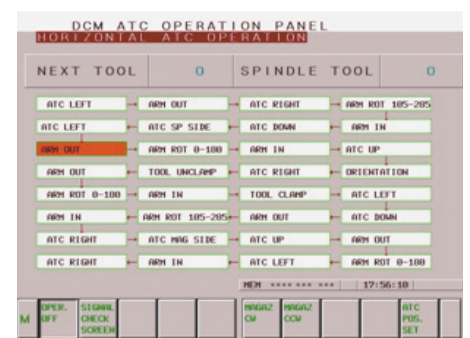 DCM ATC OPERATION PANEL
HORIZONTAL ATC OPERATION
NEXT TOOL 0 SPINDLE TOOL 0
ATC LEFT ARM OUT ATC RIGHT ARM ROT 105-285
ATC LEFT ATC SP SIDE ATC DOWN ARM IN
ARM OUT ARM ROT 0-180 ARM IN ATC UP
ARM OUT TOOL UNCLAMP ATC RIGHT ORIENTATION
ARM ROT 0-180 ARM IN TOOL CLAMP ATC LEFT
ARM IN ARM ROT 105-285 ARM OUT ATC DOWN
ATC RIGHT ATC MAG SIDE ATC UP ARM OUT
ATC RIGHT ARM IN ATC LEFT ARM ROT 0-180
MEM **** *** *** 17:56:18
M OPER. SIGNAL MAGAZ MAGAZ ATC
OFF CHECK CW CCW POS.
SCREEN SET